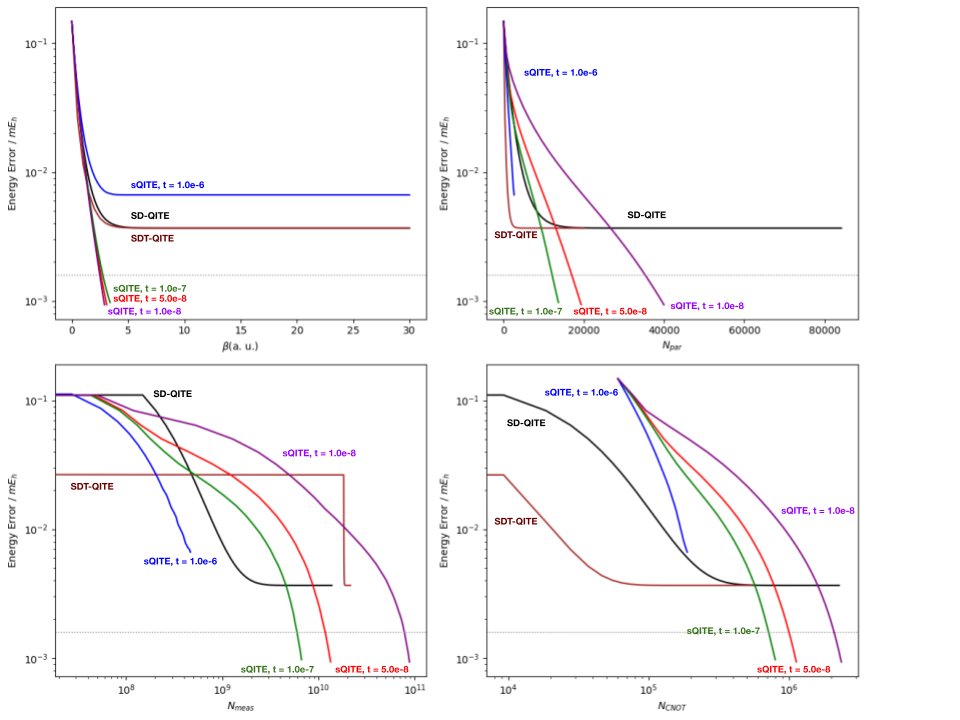 10⁻¹
10⁻²
10⁻³
Energy Error / mEₕ
sQITE, t = 1.0e-6
SD-QITE
SDT-QITE
sQITE, t = 1.0e-7
sQITE, t = 5.0e-8
sQITE, t = 1.0e-8
0 5 10 15 20 25 30
β(a. u.)
10⁻¹
10⁻²
10⁻³
Energy Error / mEₕ
sQITE, t = 1.0e-6
SD-QITE
SDT-QITE
sQITE, t = 1.0e-7 sQITE, t = 5.0e-8 sQITE, t = 1.0e-8
0 20000 40000 60000 80000
Nₚₐᵣ
10⁻¹
10⁻²
10⁻³
Energy Error / mEₕ
SD-QITE
sQITE, t = 1.0e-8
SDT-QITE
sQITE, t = 1.0e-6
sQITE, t = 1.0e-7 sQITE, t = 5.0e-8
10⁸ 10⁹ 10¹⁰ 10¹¹
N_meas
10⁻¹
10⁻²
10⁻³
Energy Error / mEₕ
sQITE, t = 1.0e-6
SD-QITE
sQITE, t = 1.0e-8
SDT-QITE
sQITE, t = 1.0e-7
sQITE, t = 5.0e-8
10⁴ 10⁵ 10⁶
N_CNOT